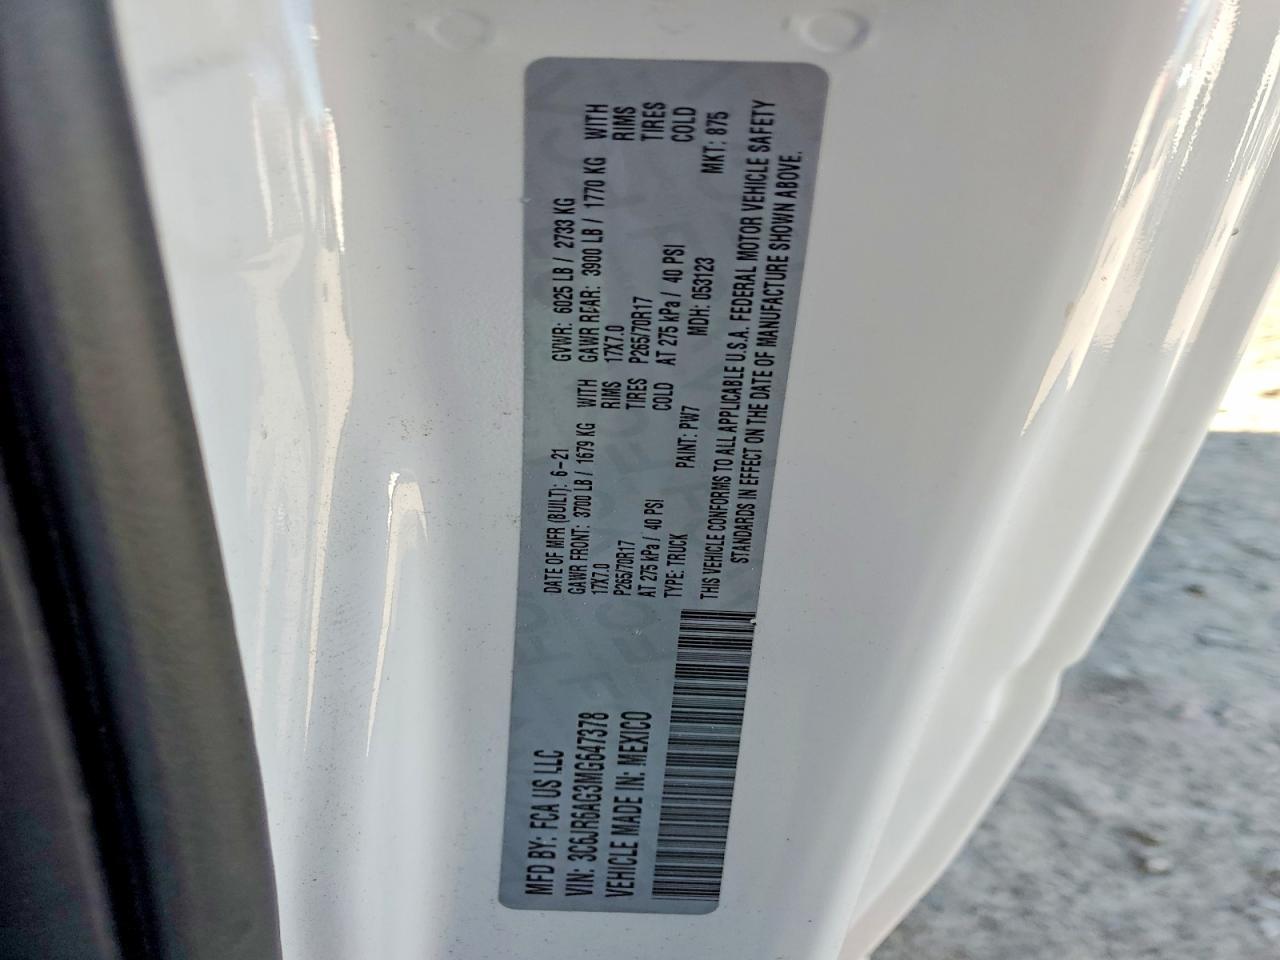 MFD BY: FCA US LLC
VIN: 3C6JR6AG3MG647378
VEHICLE MADE IN: MEXICO
DATE OF MFR (BUILT): 6-21 GVWR: 6025 LB / 2733 KG
GAWR FRONT: 3700 LB / 1679 KG WITH GAWR REAR: 3900 LB / 1770 KG WITH
17X7.0 RIMS 17X7.0 RIMS
P265/70R17 TIRES P265/70R17 TIRES
AT 275 kPa / 40 PSI COLD AT 275 kPa / 40 PSI COLD
TYPE: TRUCK PAINT: PW7 MDH: 053123 MKT: 875
THIS VEHICLE CONFORMS TO ALL APPLICABLE U.S.A. FEDERAL MOTOR VEHICLE SAFETY
STANDARDS IN EFFECT ON THE DATE OF MANUFACTURE SHOWN ABOVE.